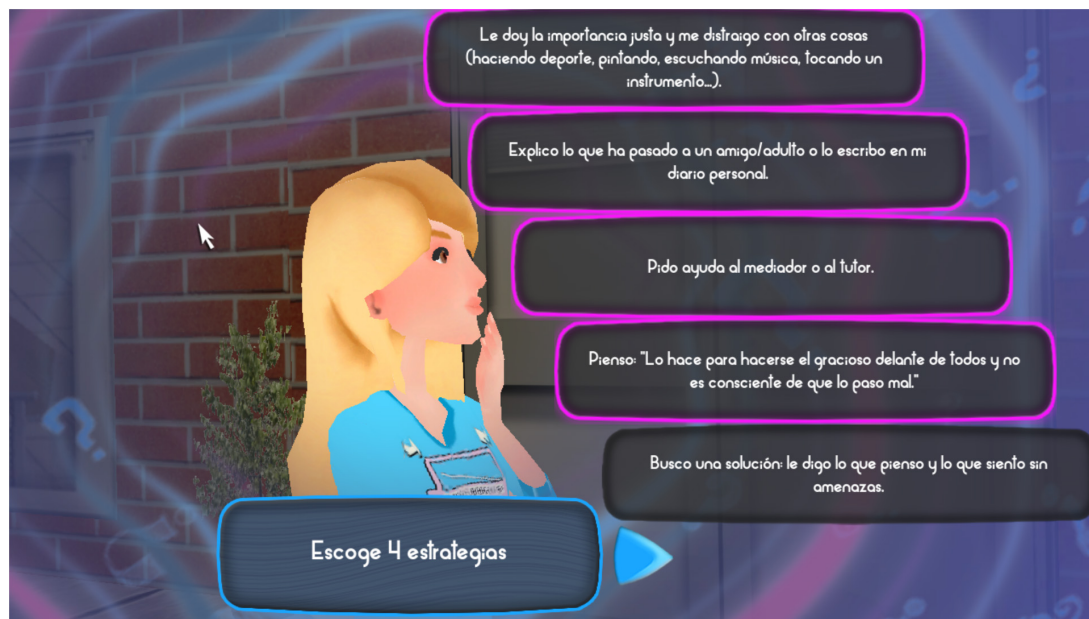 Le doy la importancia justa y me distraigo con otras cosas
(haciendo deporte, pintando, escuchando música, tocando un
instrumento...).
Explico lo que ha pasado a un amigo/adulto o lo escribo en mi
diario personal.
Pido ayuda al mediador o al tutor.
Pienso: "Lo hace para hacerse el gracioso delante de todos y no
es consciente de que lo paso mal."
Busco una solución: le digo lo que pienso y lo que siento sin
amenazas.
Escoge 4 estrategias